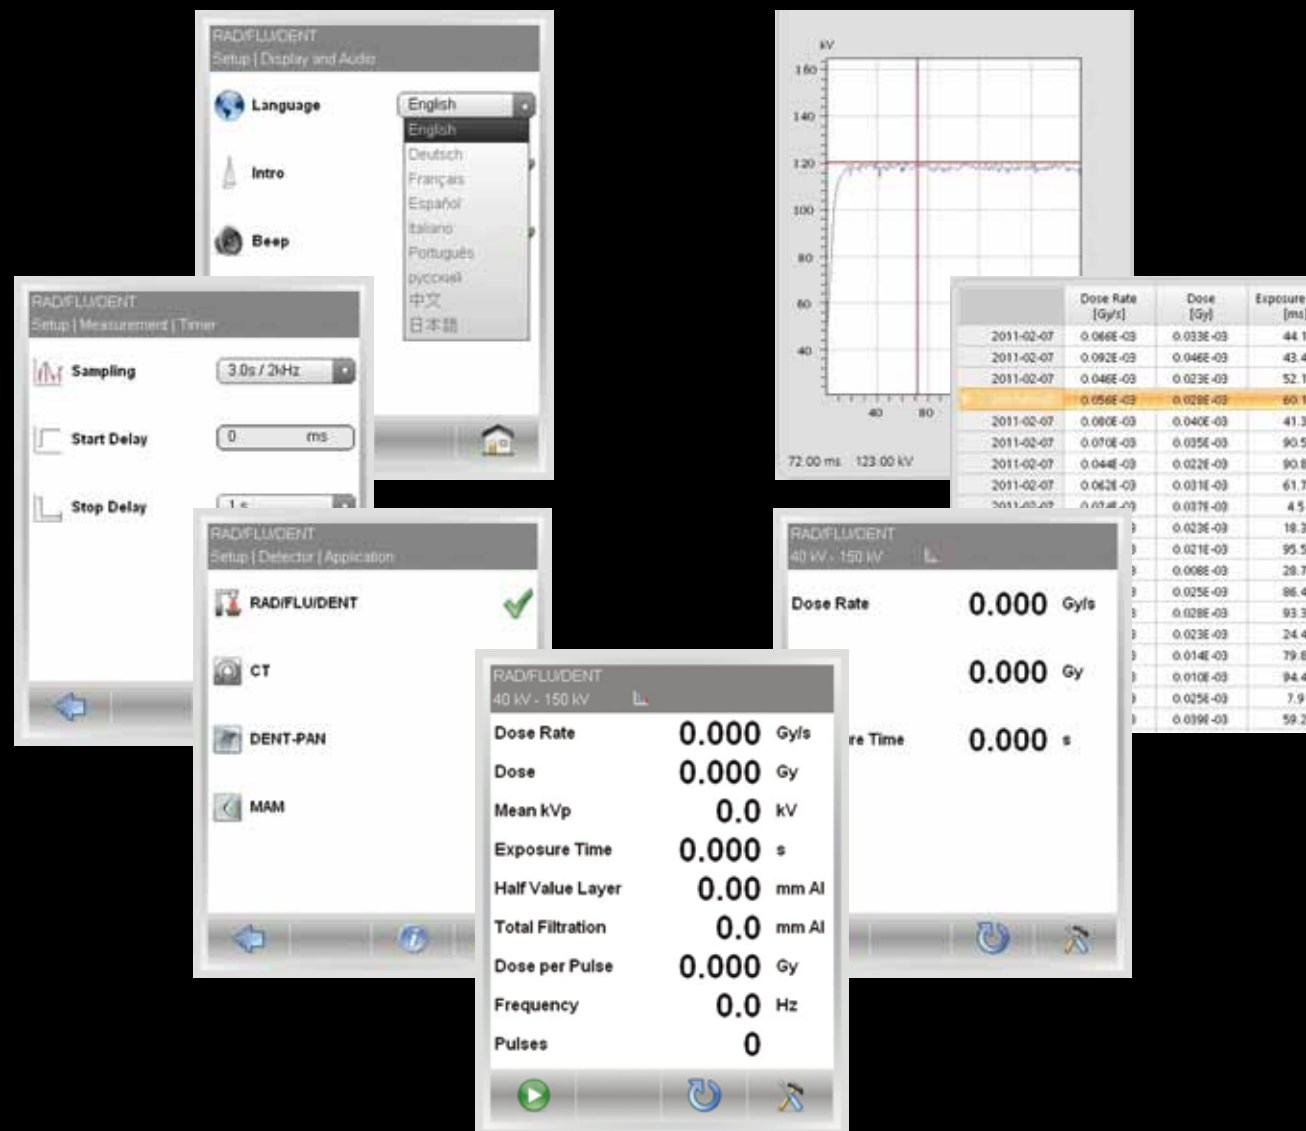 RAD/FLU/DENT
Setup | Display and Audio
Language
English
English
Deutsch
Français
Español
Italiano
Português
русский
中文
日本語
Intro
Beep
RAD/FLU/DENT
Setup | Measurement | Timer
Sampling
3.0s / 2kHz
Start Delay
0 ms
Stop Delay
1 s
RAD/FLU/DENT
Setup | Detector | Application
RAD/FLU/DENT
CT
DENT-PAN
MAM
kV
160
140
120
100
80
60
40
40 80
72.00 ms 123.00 kV
Dose Rate Dose Exposure
[Gy/s] [Gy] [ms]
2011-02-07 0.066E-03 0.033E-03 44.1
2011-02-07 0.092E-03 0.046E-03 43.4
2011-02-07 0.046E-03 0.023E-03 52.1
0.056E-03 0.028E-03 60.1
2011-02-07 0.080E-03 0.040E-03 41.3
2011-02-07 0.070E-03 0.035E-03 90.5
2011-02-07 0.044E-03 0.022E-03 90.8
2011-02-07 0.062E-03 0.031E-03 61.7
2011-02-07 0.074E-03 0.037E-03 4.5
0.023E-03 18.3
0.021E-03 95.5
0.008E-03 28.7
0.025E-03 86.4
0.028E-03 93.3
0.023E-03 24.4
0.014E-03 79.8
0.010E-03 94.4
0.025E-03 7.9
0.039E-03 59.2
RAD/FLU/DENT
40 kV - 150 kV
Dose Rate 0.000 Gy/s
0.000 Gy
re Time 0.000 s
RAD/FLU/DENT
40 kV - 150 kV
Dose Rate 0.000 Gy/s
Dose 0.000 Gy
Mean kVp 0.0 kV
Exposure Time 0.000 s
Half Value Layer 0.00 mm Al
Total Filtration 0.0 mm Al
Dose per Pulse 0.000 Gy
Frequency 0.0 Hz
Pulses 0